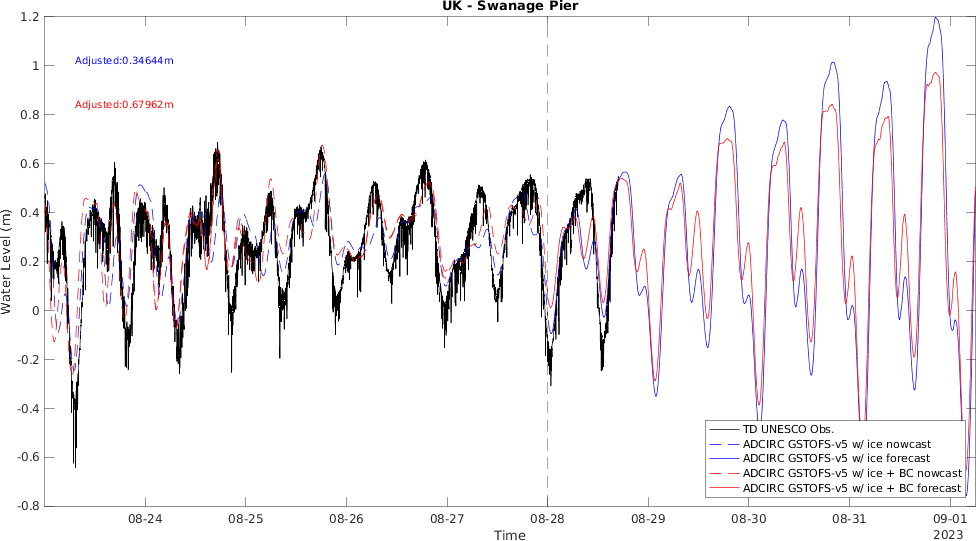 UK - Swanage Pier
1.2
1
0.8
0.6
0.4
0.2
0
-0.2
-0.4
-0.6
-0.8
Water Level (m)
Adjusted:0.34644m
Adjusted:0.67962m
TD UNESCO Obs.
ADCIRC GSTOFS-v5 w/ ice nowcast
ADCIRC GSTOFS-v5 w/ ice forecast
ADCIRC GSTOFS-v5 w/ ice + BC nowcast
ADCIRC GSTOFS-v5 w/ ice + BC forecast
08-24 08-25 08-26 08-27 08-28 08-29 08-30 08-31 09-01
2023
Time